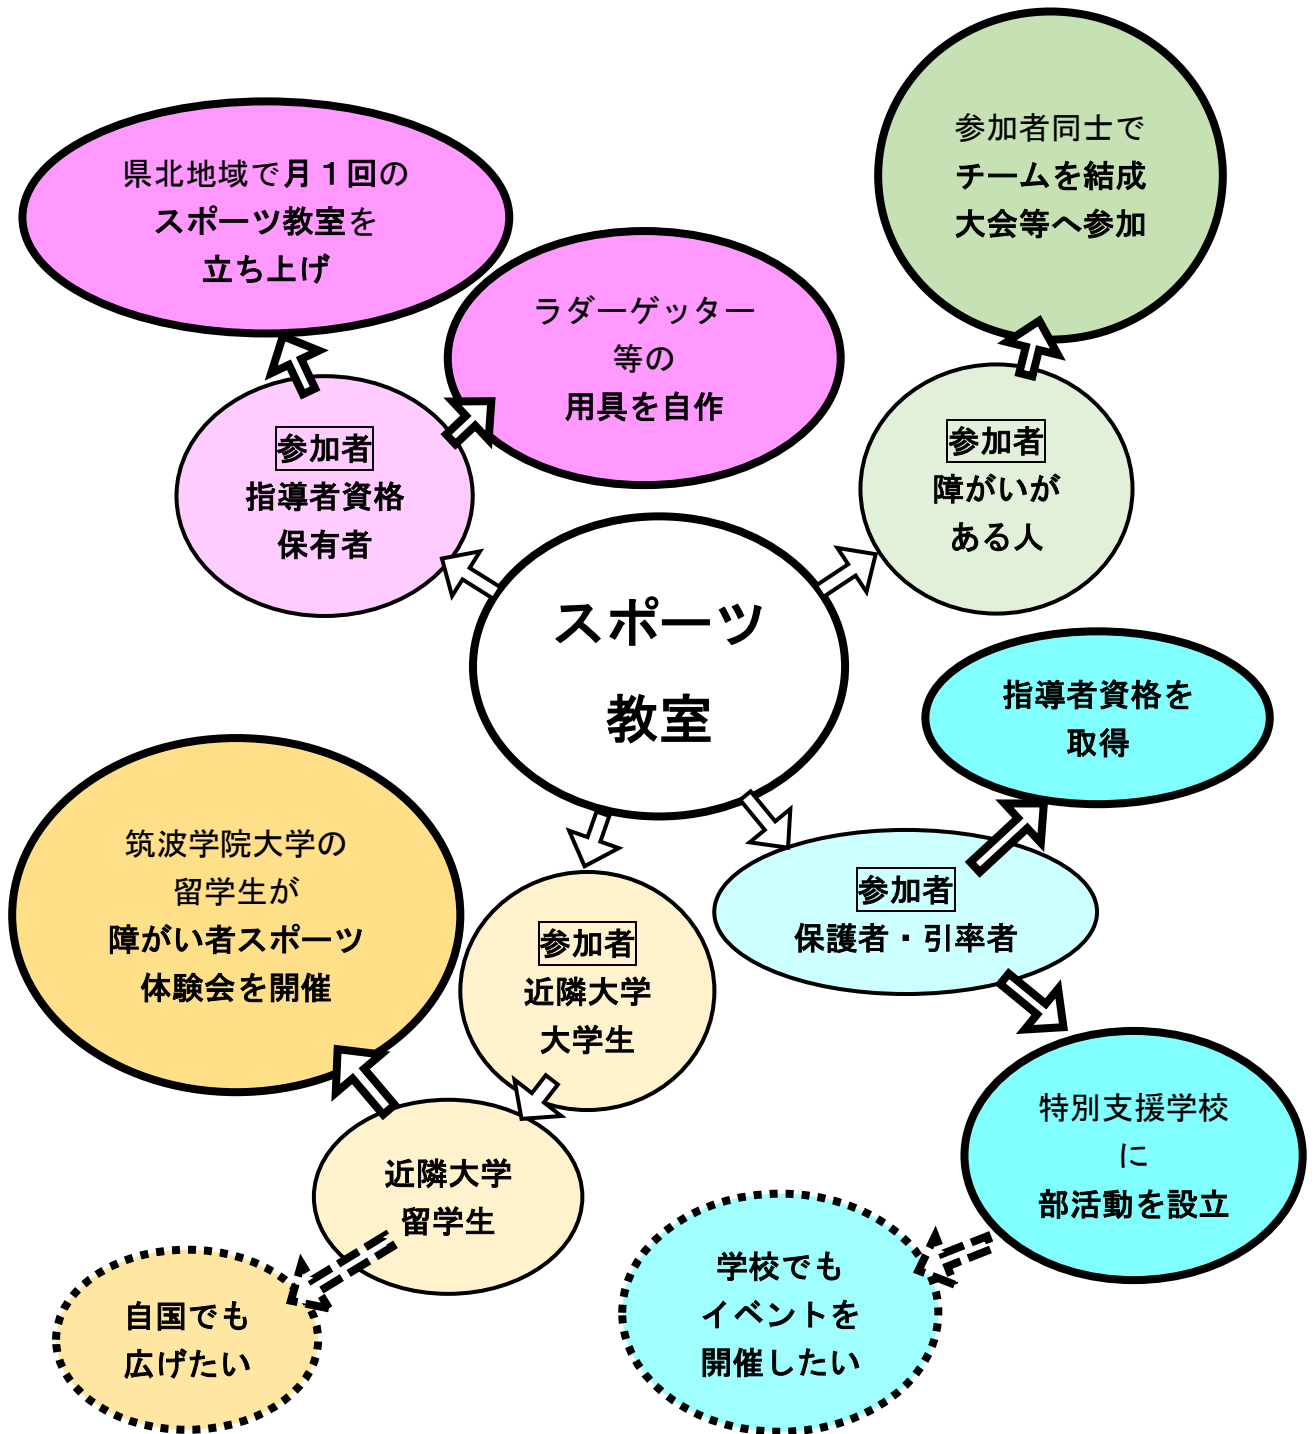 県北地域で月１回の
スポーツ教室を
立ち上げ
ラダーゲッター
等の
用具を自作
参加者同士で
チームを結成
大会等へ参加
参加者
指導者資格
保有者
参加者
障がいが
ある人
スポーツ
教室
指導者資格を
取得
参加者
保護者・引率者
筑波学院大学の
留学生が
障がい者スポーツ
体験会を開催
参加者
近隣大学
大学生
近隣大学
留学生
特別支援学校
に
部活動を設立
自国でも
広げたい
学校でも
イベントを
開催したい